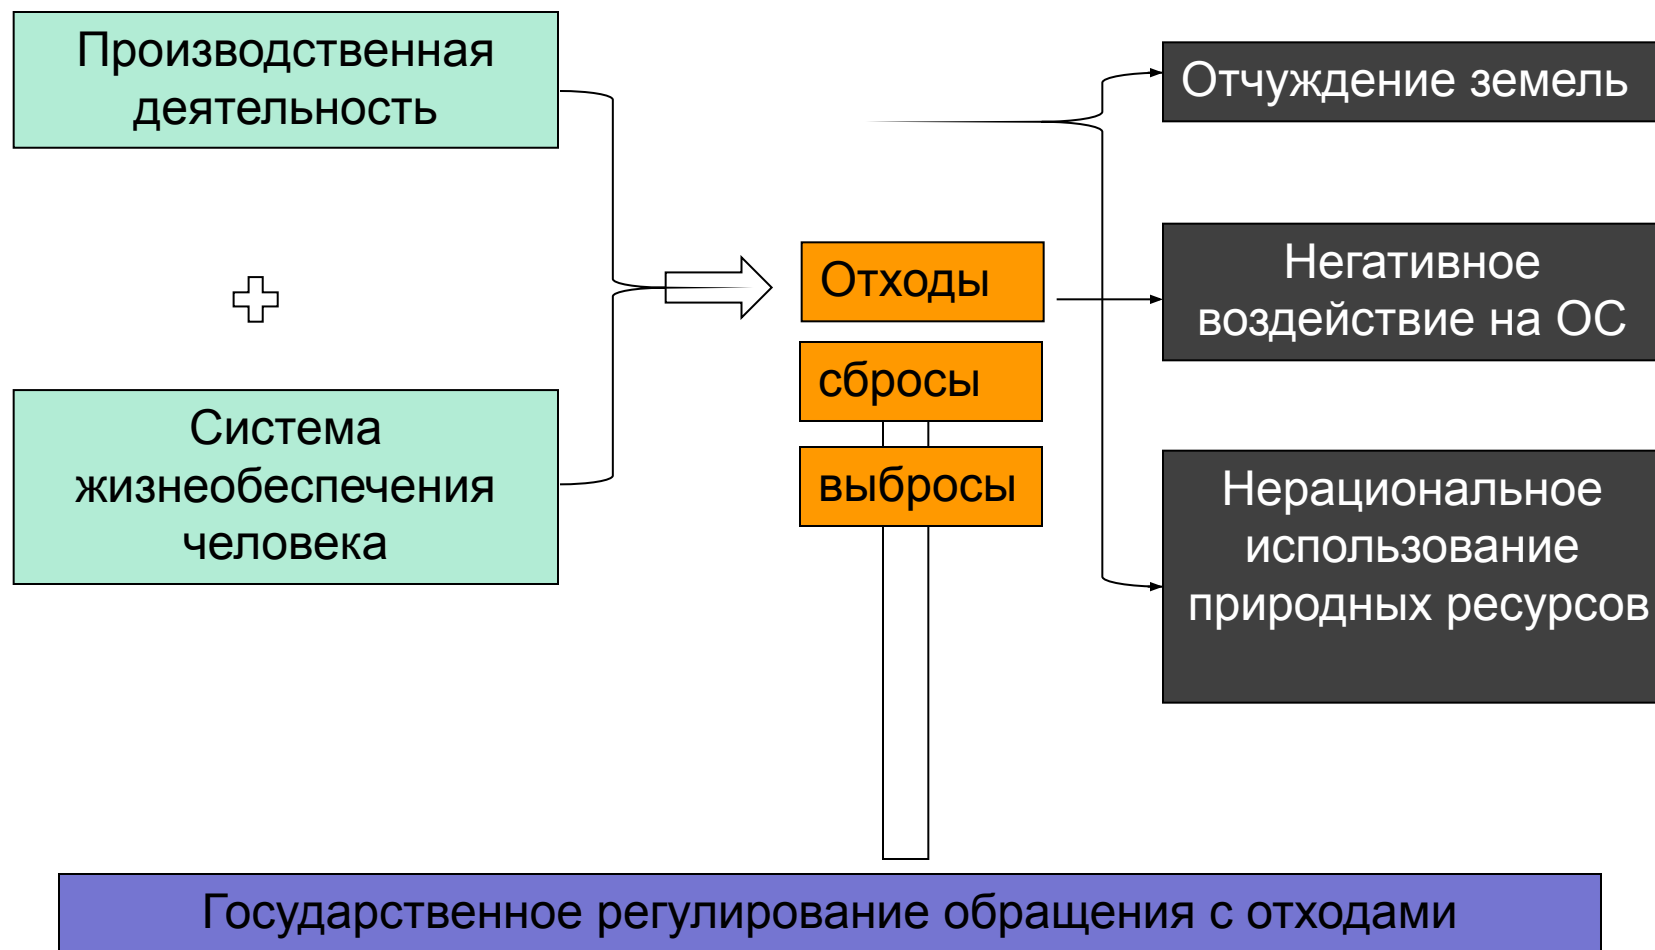 Производственная
деятельность
Система
жизнеобеспечения
человека
Отходы
сбросы
выбросы
Отчуждение земель
Негативное
воздействие на ОС
Нерациональное
использование
природных ресурсов
Государственное регулирование обращения с отходами